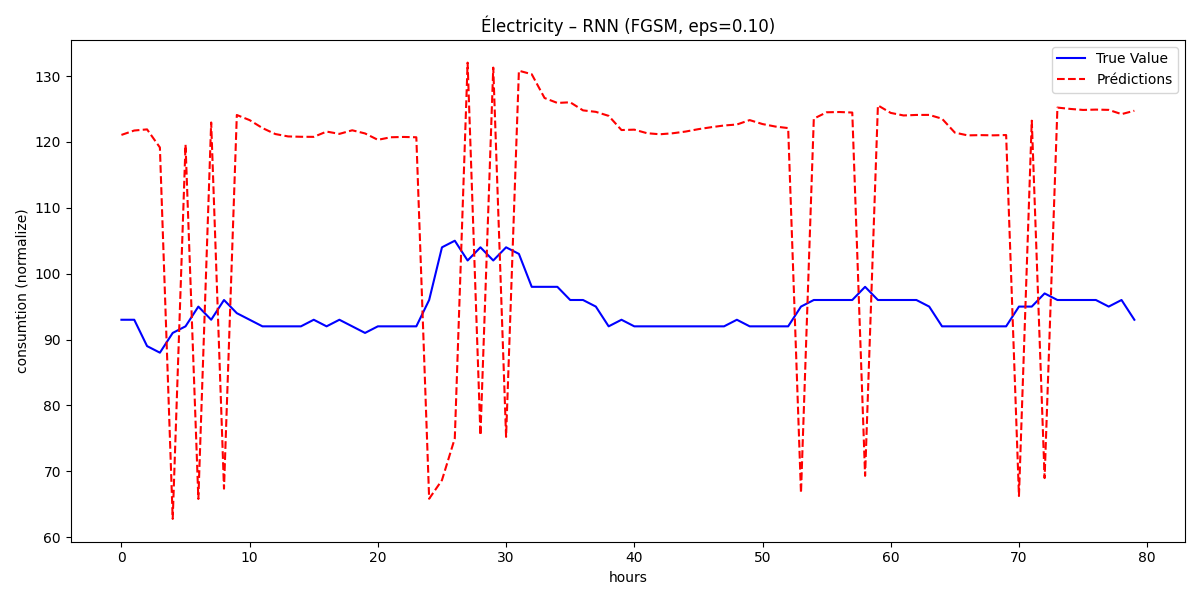 Électricity – RNN (FGSM, eps=0.10)
True Value
Prédictions
consumtion (normalize)
130
120
110
100
90
80
70
60
0 10 20 30 40 50 60 70 80
hours